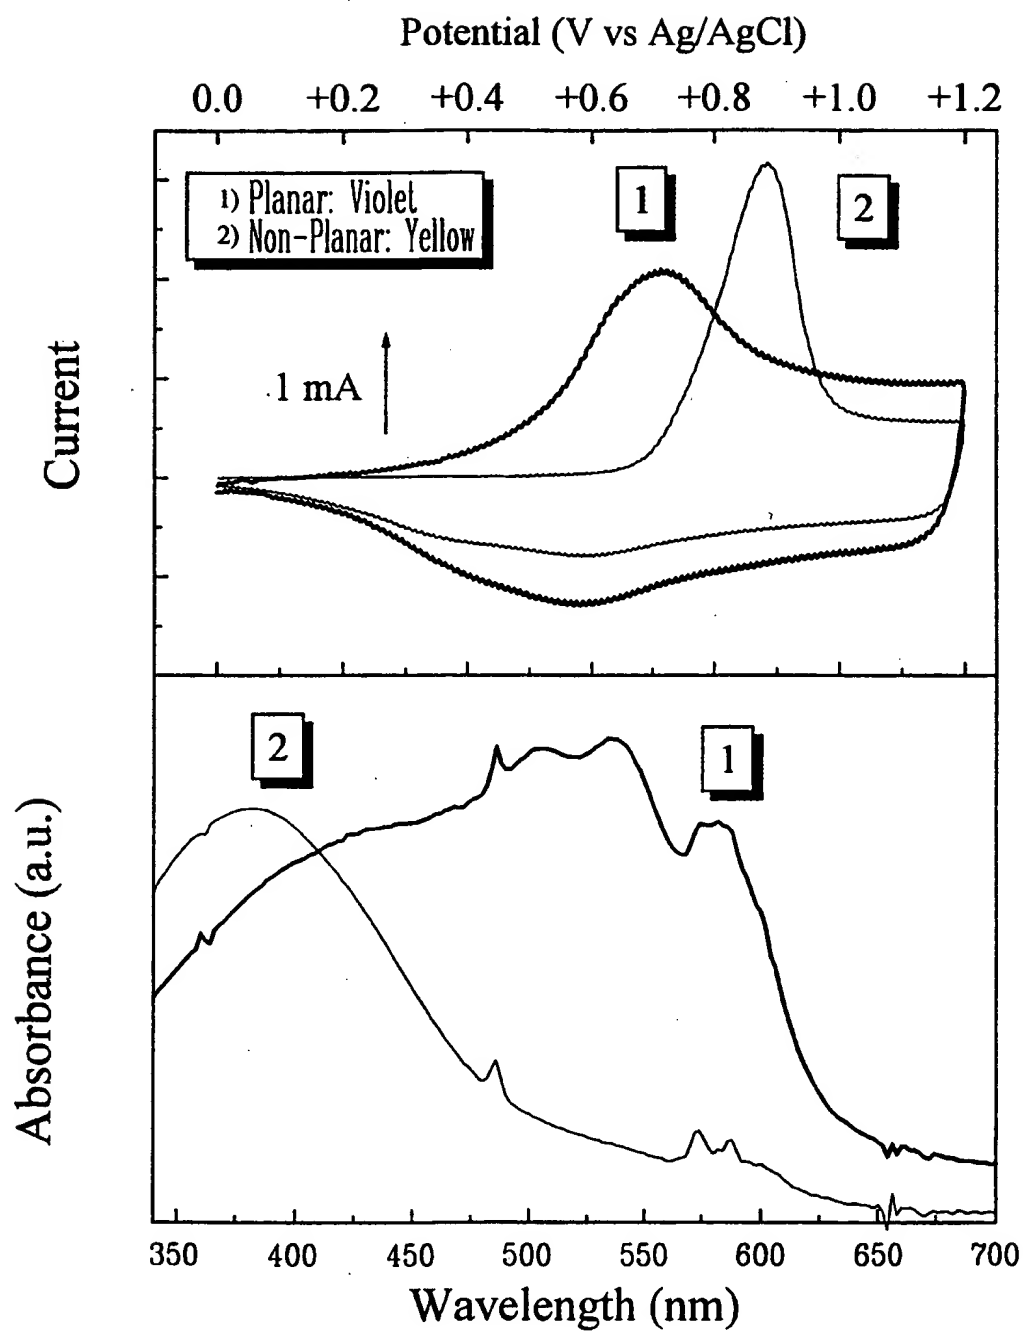 Potential (V vs Ag/AgCl)
0.0 +0.2 +0.4 +0.6 +0.8 +1.0 +1.2
1) Planar: Violet
2) Non-Planar: Yellow
1
2
.1 mA
Current
2
1
Absorbance (a.u.)
350 400 450 500 550 600 650 700
Wavelength (nm)